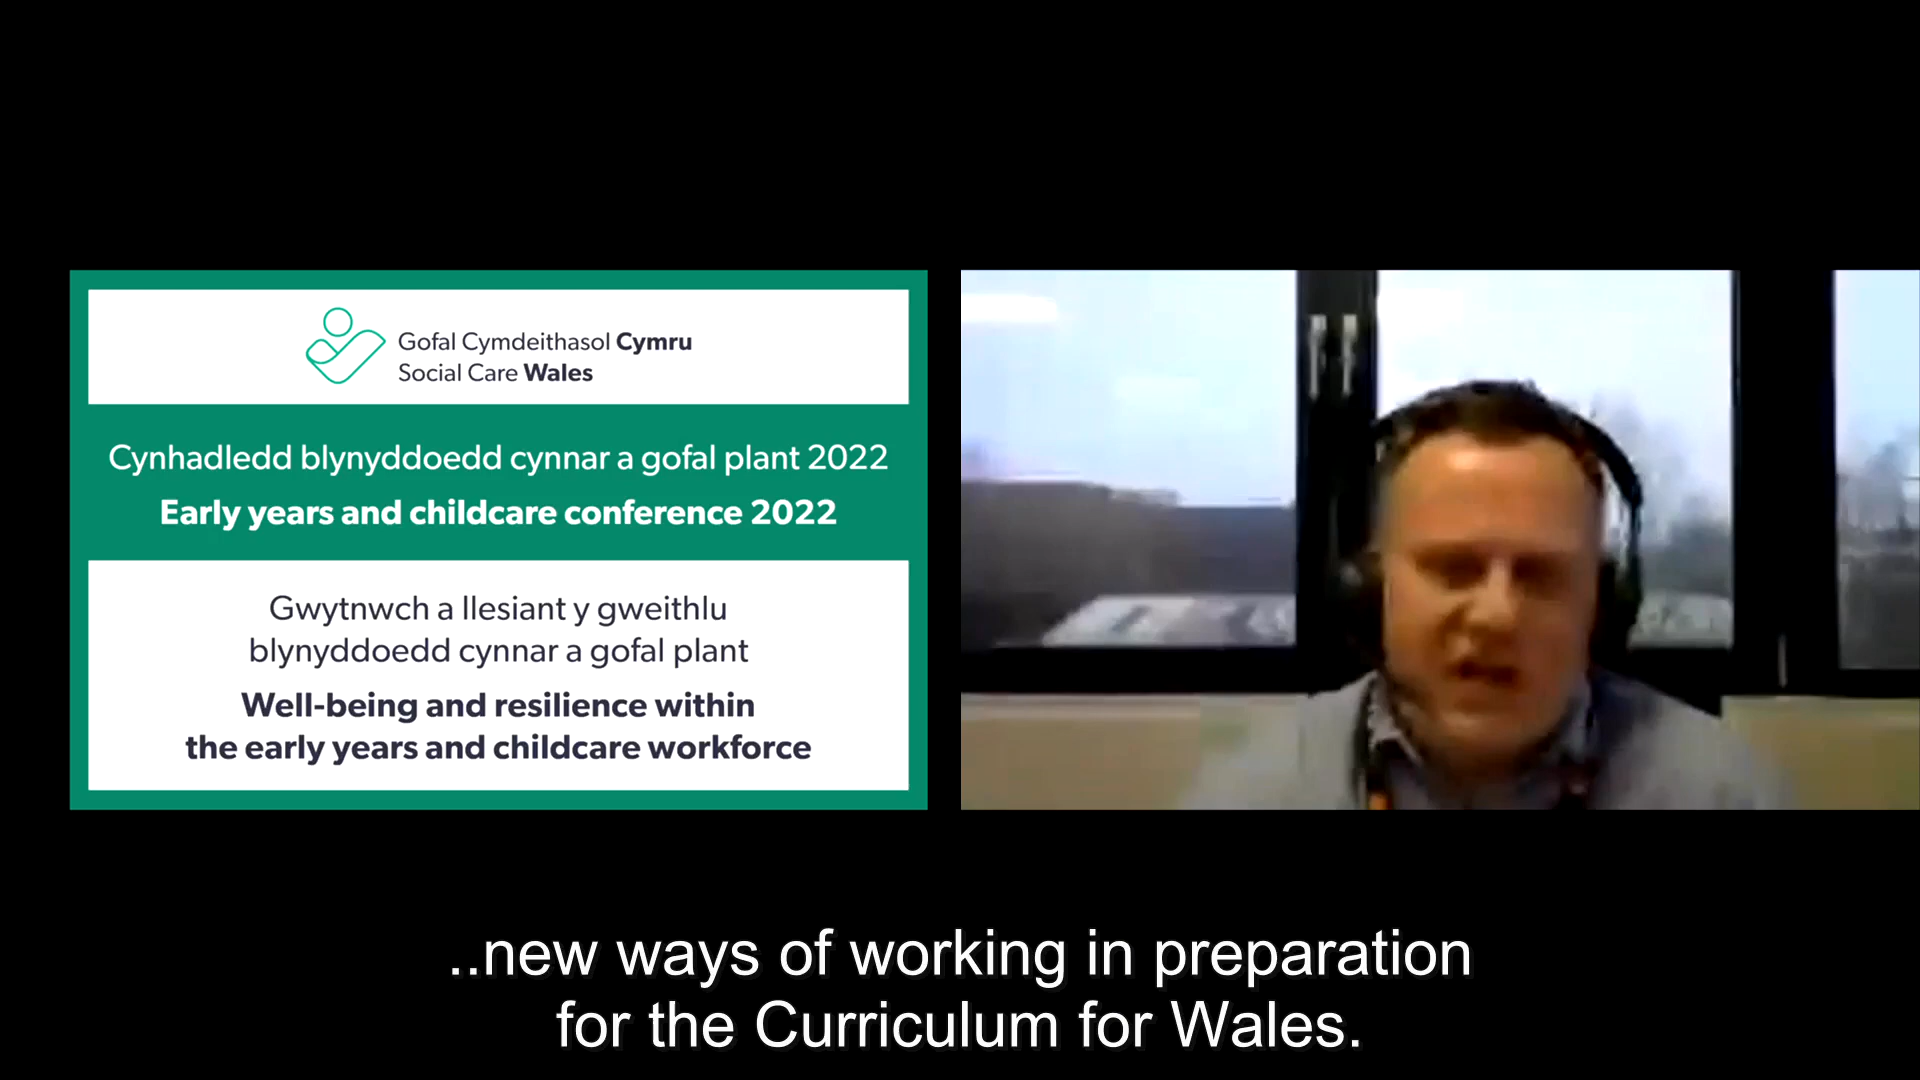 Gofal Cymdeithasol Cymru
Social Care Wales
Cynhadledd blynyddoedd cynnar a gofal plant 2022
Early years and childcare conference 2022
Gwytnwch a llesiant y gweithlu
blynyddoedd cynnar a gofal plant
Well-being and resilience within
the early years and childcare workforce
..new ways of working in preparation
for the Curriculum for Wales.